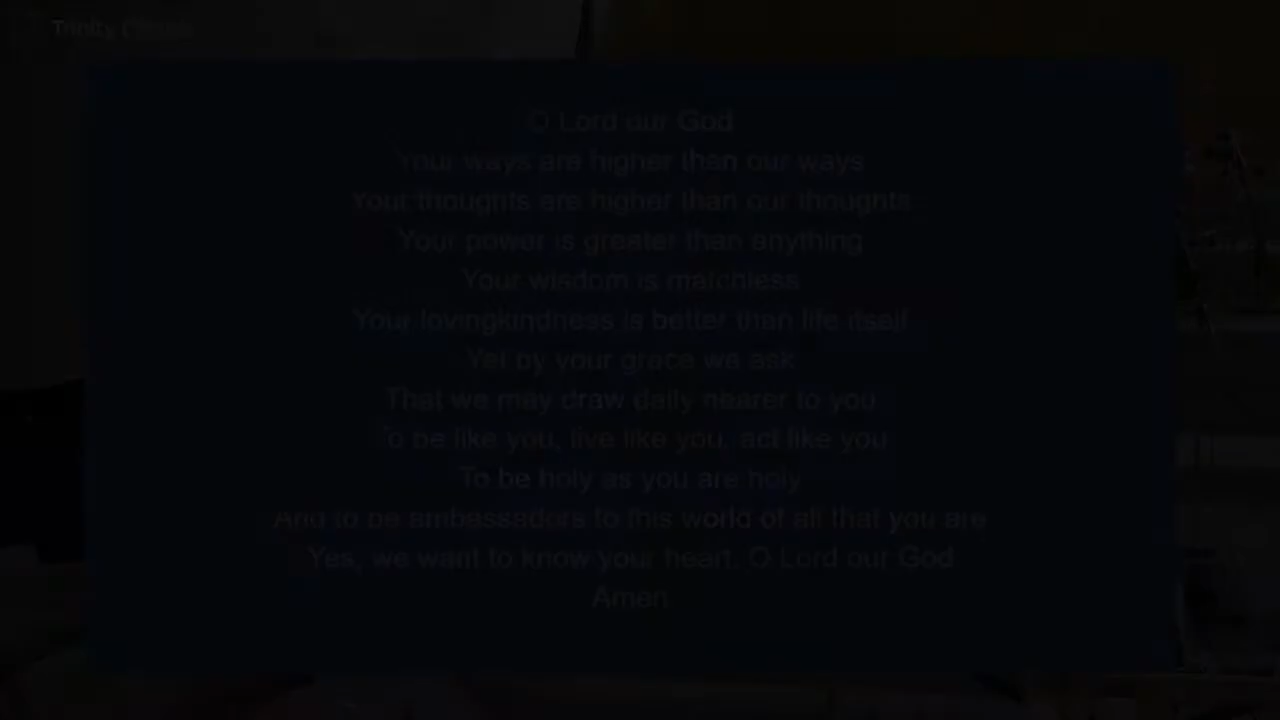 Trinity
O Lord our God
Your ways are higher than our ways
Your thoughts are higher than our thoughts
Your power is greater than anything
Your wisdom is matchless
Your lovingkindness is better than life itself
Yet by your grace we ask
That we may draw daily nearer to you
To be like you, live like you, act like you
To be holy as you are holy
And to be ambassadors to this world of all that you are
Yes, we want to know your heart, O Lord our God
Amen